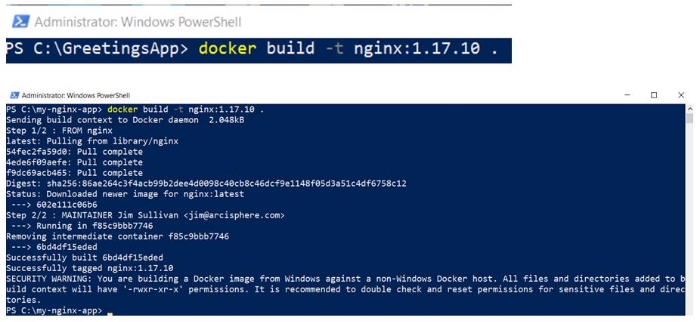 Administrator: Windows PowerShell
PS C:\GreetingsApp> docker build -t nginx:1.17.10 .
Administrator: Windows PowerShell
PS C:\my-nginx-app> docker build -t nginx:1.17.10 .
Sending build context to Docker daemon  2.048kB
Step 1/2 : FROM nginx
latest: Pulling from library/nginx
54fec2fa59d0: Pull complete
4ede6f09aefe: Pull complete
f9dc69acb465: Pull complete
Digest: sha256:86ae264c3f4acb99b2dee4d0098c40cb8c46dcf9e1148f05d3a51c4df6758c12
Status: Downloaded newer image for nginx:latest
 ---> 602e111c06b6
Step 2/2 : MAINTAINER Jim Sullivan <jim@arcisphere.com>
 ---> Running in f85c9bbb7746
Removing intermediate container f85c9bbb7746
 ---> 6bd4df15eded
Successfully built 6bd4df15eded
Successfully tagged nginx:1.17.10
SECURITY WARNING: You are building a Docker image from Windows against a non-Windows Docker host. All files and directories added to b
uild context will have '-rwxr-xr-x' permissions. It is recommended to double check and reset permissions for sensitive files and direc
tories.
PS C:\my-nginx-app>